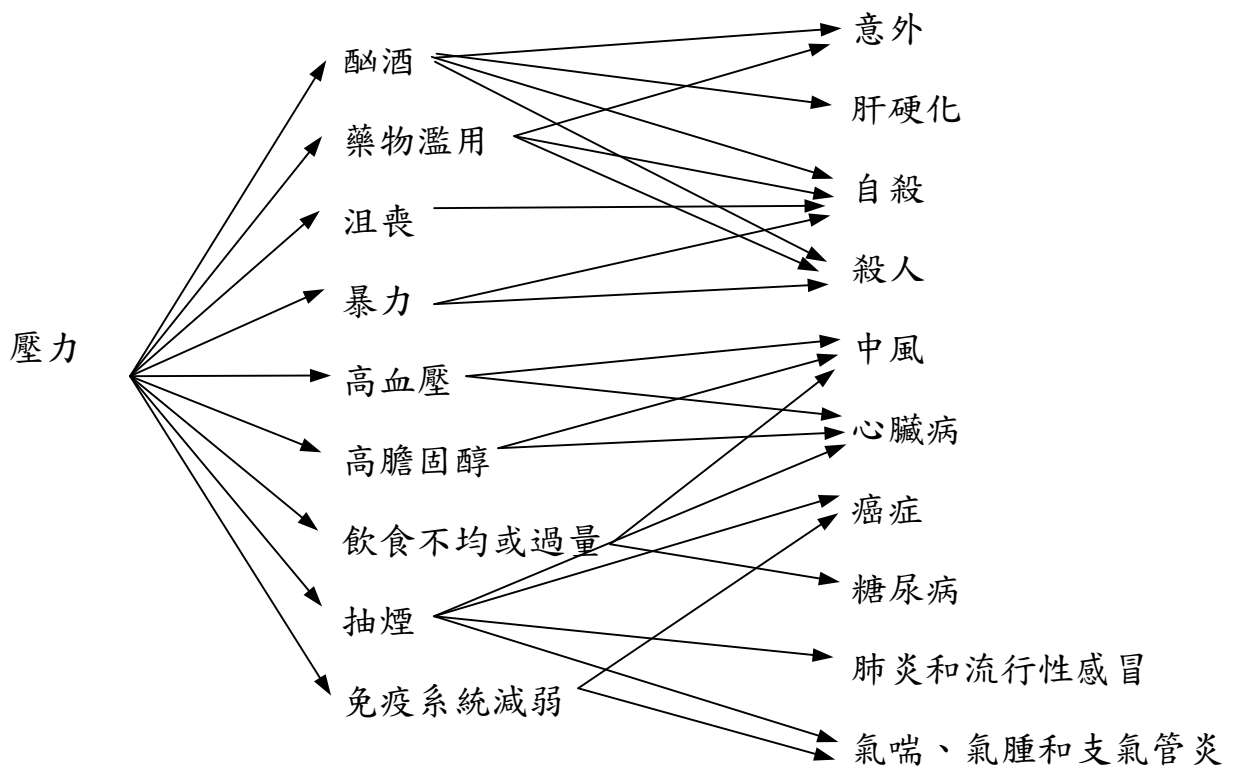 壓力
酗酒
藥物濫用
沮喪
暴力
高血壓
高膽固醇
飲食不均或過量
抽煙
免疫系統減弱
意外
肝硬化
自殺
殺人
中風
心臟病
癌症
糖尿病
肺炎和流行性感冒
氣喘、氣腫和支氣管炎